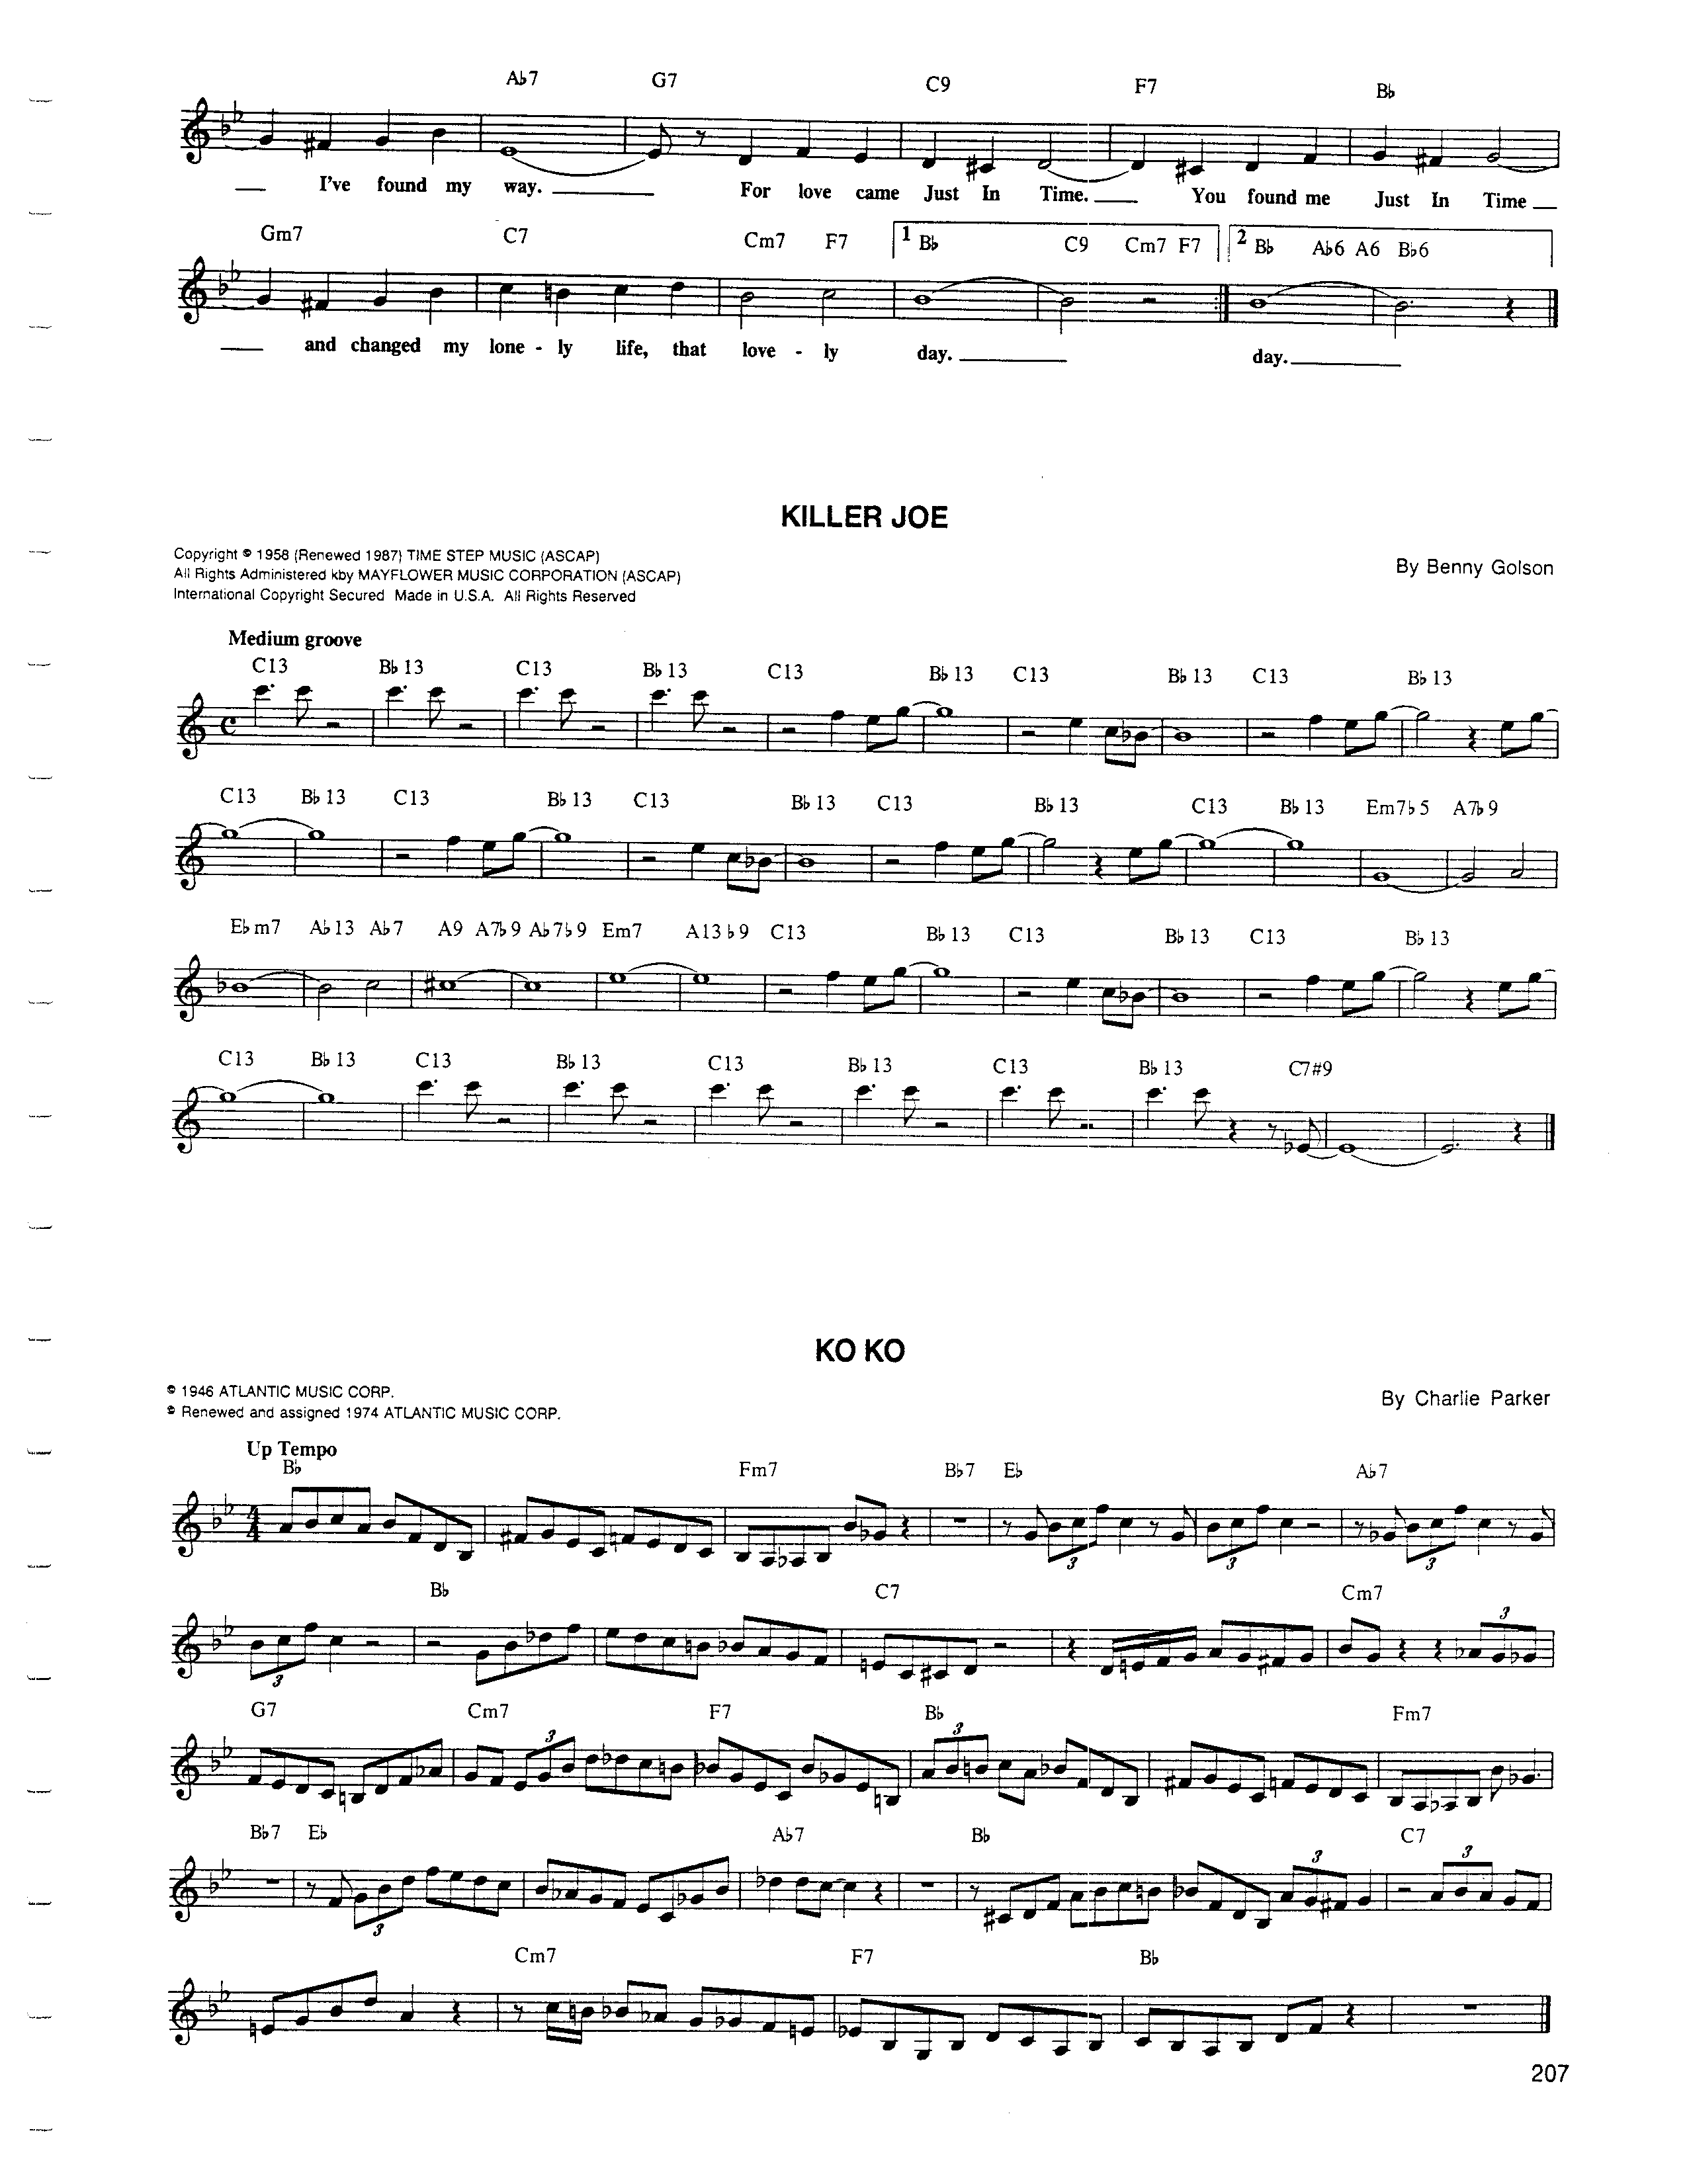 A♭7 G7 C9 F7 B♭
I've found my way. For love came Just In Time. You found me Just In Time
Gm7 C7 Cm7 F7 1 B♭ C9 Cm7 F7 2 B♭ A♭6 A6 B♭6
and changed my lone - ly life, that love - ly day. day.
KILLER JOE
Copyright © 1958 (Renewed 1987) TIME STEP MUSIC (ASCAP)
All Rights Administered kby MAYFLOWER MUSIC CORPORATION (ASCAP)
International Copyright Secured Made in U.S.A. All Rights Reserved
By Benny Golson
Medium groove
C13 B♭13 C13 B♭13 C13 B♭13 C13 B♭13 C13 B♭13
C13 B♭13 C13 B♭13 C13 B♭13 C13 B♭13 C13 B♭13 Em7♭5 A7♭9
E♭m7 A♭13 A♭7 A9 A7♭9 A♭7♭9 Em7 A13♭9 C13 B♭13 C13 B♭13 C13 B♭13
C13 B♭13 C13 B♭13 C13 B♭13 C13 B♭13 C7#9
KO KO
© 1946 ATLANTIC MUSIC CORP.
© Renewed and assigned 1974 ATLANTIC MUSIC CORP.
By Charlie Parker
Up Tempo
B♭ Fm7 B♭7 E♭ A♭7
4 4 3 3 3
B♭ C7 Cm7
3 3
G7 Cm7 F7 B♭ Fm7
3 3
B♭7 E♭ A♭7 B♭ C7
3 3 3
Cm7 F7 B♭
207